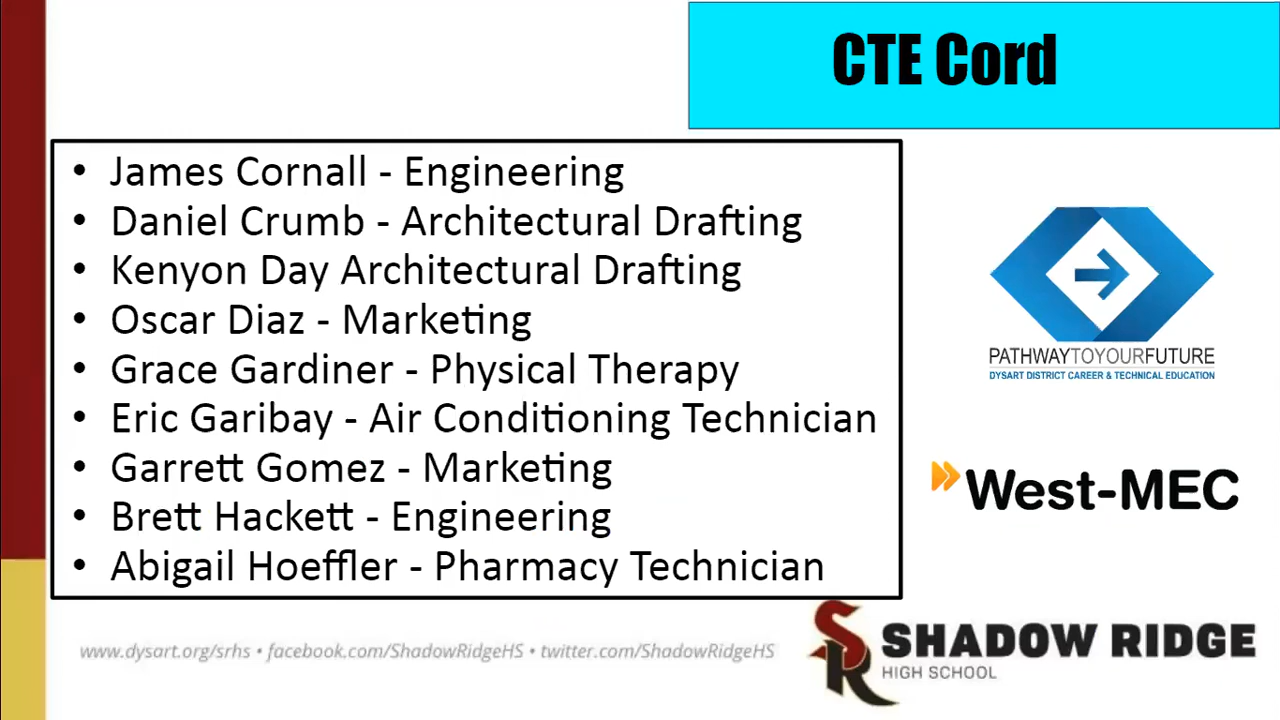 CTE Cord
• James Cornall - Engineering
• Daniel Crumb - Architectural Drafting
• Kenyon Day Architectural Drafting
• Oscar Diaz - Marketing
• Grace Gardiner - Physical Therapy
• Eric Garibay - Air Conditioning Technician
• Garrett Gomez - Marketing
• Brett Hackett - Engineering
• Abigail Hoeffler - Pharmacy Technician
PATHWAYTOYOURFUTURE
DYSART DISTRICT CAREER & TECHNICAL EDUCATION
West-MEC
www.dysart.org/srhs • facebook.com/ShadowRidgeHS • twitter.com/ShadowRidgeHS
SR SHADOW RIDGE
HIGH SCHOOL